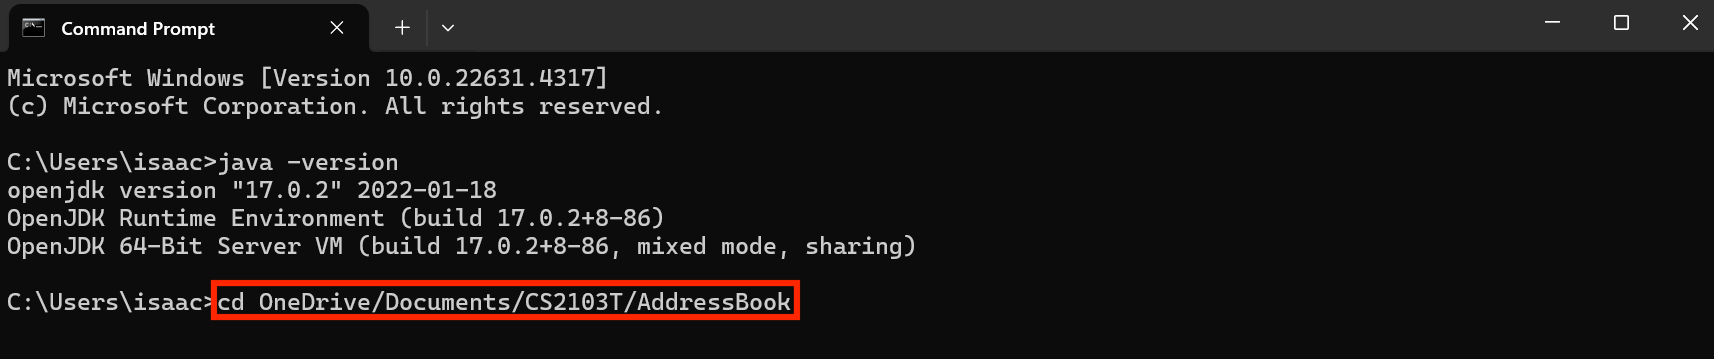 Command Prompt
Microsoft Windows [Version 10.0.22631.4317]
(c) Microsoft Corporation. All rights reserved.
C:\Users\isaac>java -version
openjdk version "17.0.2" 2022-01-18
OpenJDK Runtime Environment (build 17.0.2+8-86)
OpenJDK 64-Bit Server VM (build 17.0.2+8-86, mixed mode, sharing)
C:\Users\isaac>cd OneDrive/Documents/CS2103T/AddressBook